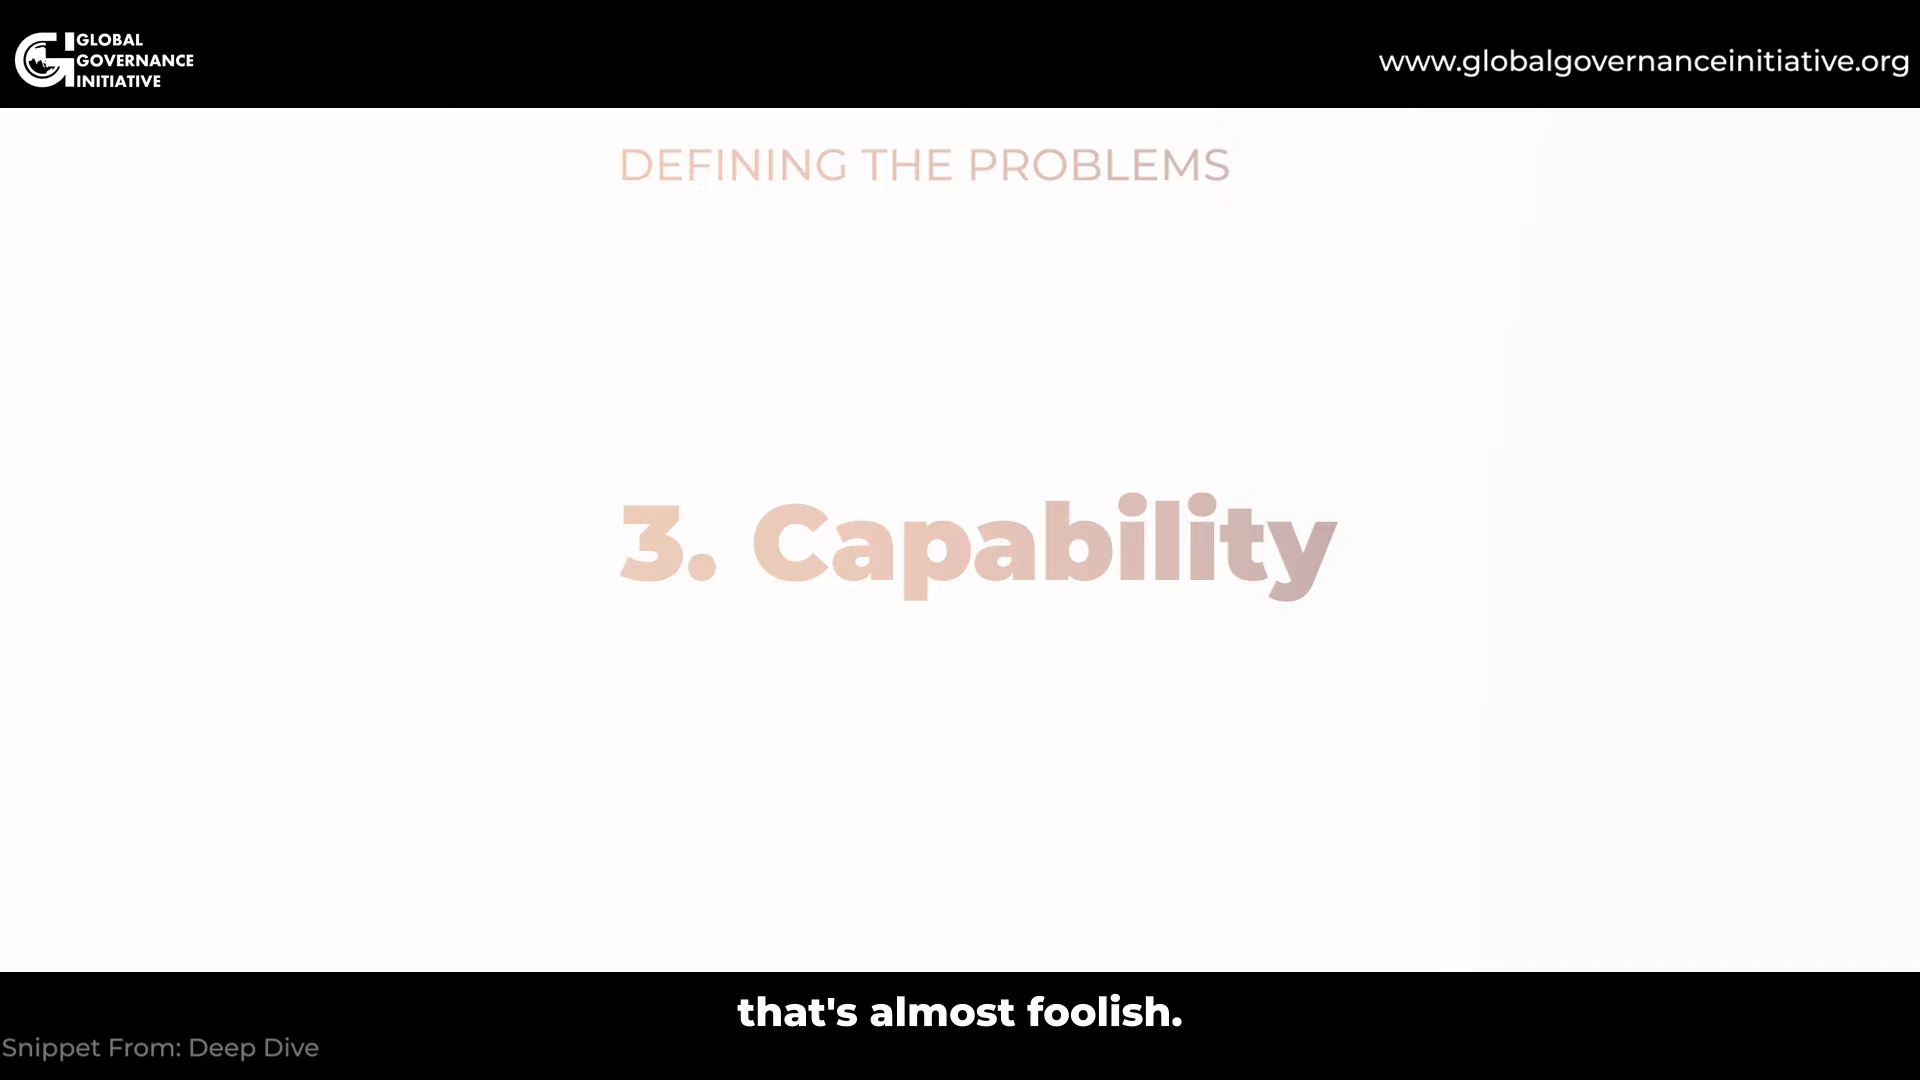 GLOBAL
GOVERNANCE
INITIATIVE
www.globalgovernanceinitiative.org
DEFINING THE PROBLEMS
3. Capability
that's almost foolish.
Snippet From: Deep Dive